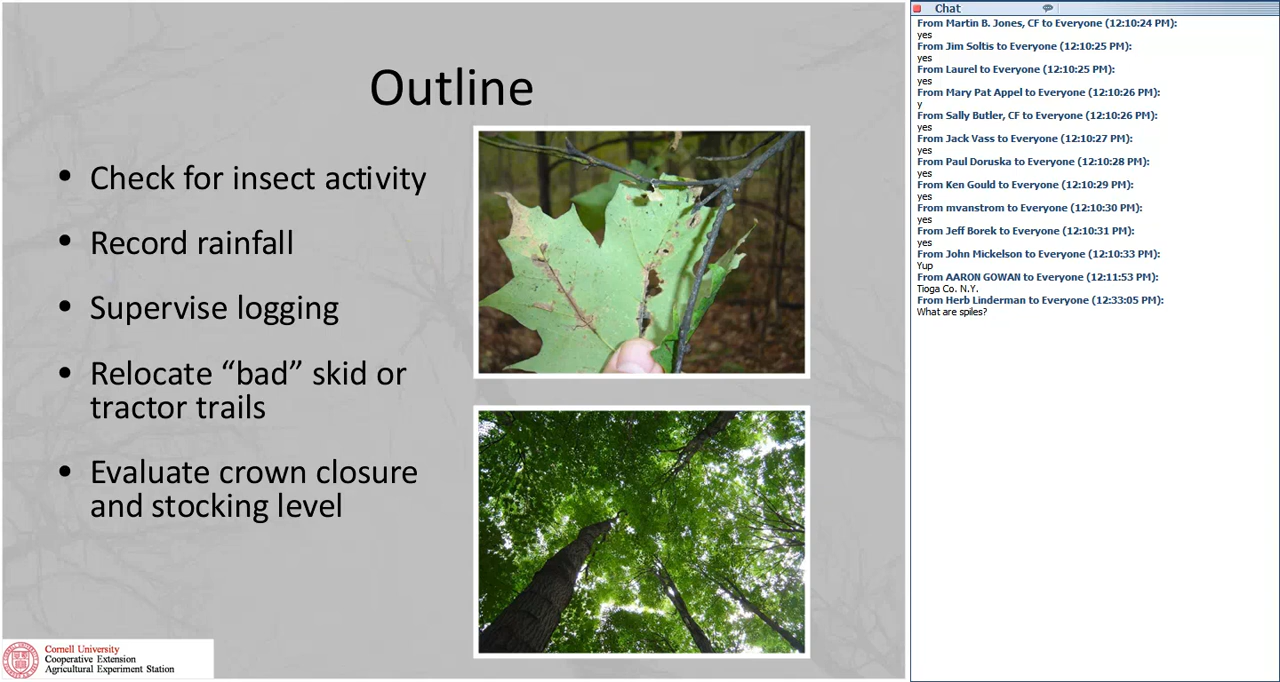 Outline
• Check for insect activity
• Record rainfall
• Supervise logging
• Relocate “bad” skid or
tractor trails
• Evaluate crown closure
and stocking level
Cornell University
Cooperative Extension
Agricultural Experiment Station
Chat
From Martin B. Jones, CF to Everyone (12:10:24 PM):
yes
From Jim Soltis to Everyone (12:10:25 PM):
yes
From Laurel to Everyone (12:10:25 PM):
yes
From Mary Pat Appel to Everyone (12:10:26 PM):
y
From Sally Butler, CF to Everyone (12:10:26 PM):
yes
From Jack Vass to Everyone (12:10:27 PM):
yes
From Paul Doruska to Everyone (12:10:28 PM):
yes
From Ken Gould to Everyone (12:10:29 PM):
yes
From mvanstrom to Everyone (12:10:30 PM):
yes
From Jeff Borek to Everyone (12:10:31 PM):
yes
From John Mickelson to Everyone (12:10:33 PM):
Yup
From AARON GOWAN to Everyone (12:11:53 PM):
Tioga Co. N.Y.
From Herb Linderman to Everyone (12:33:05 PM):
What are spiles?